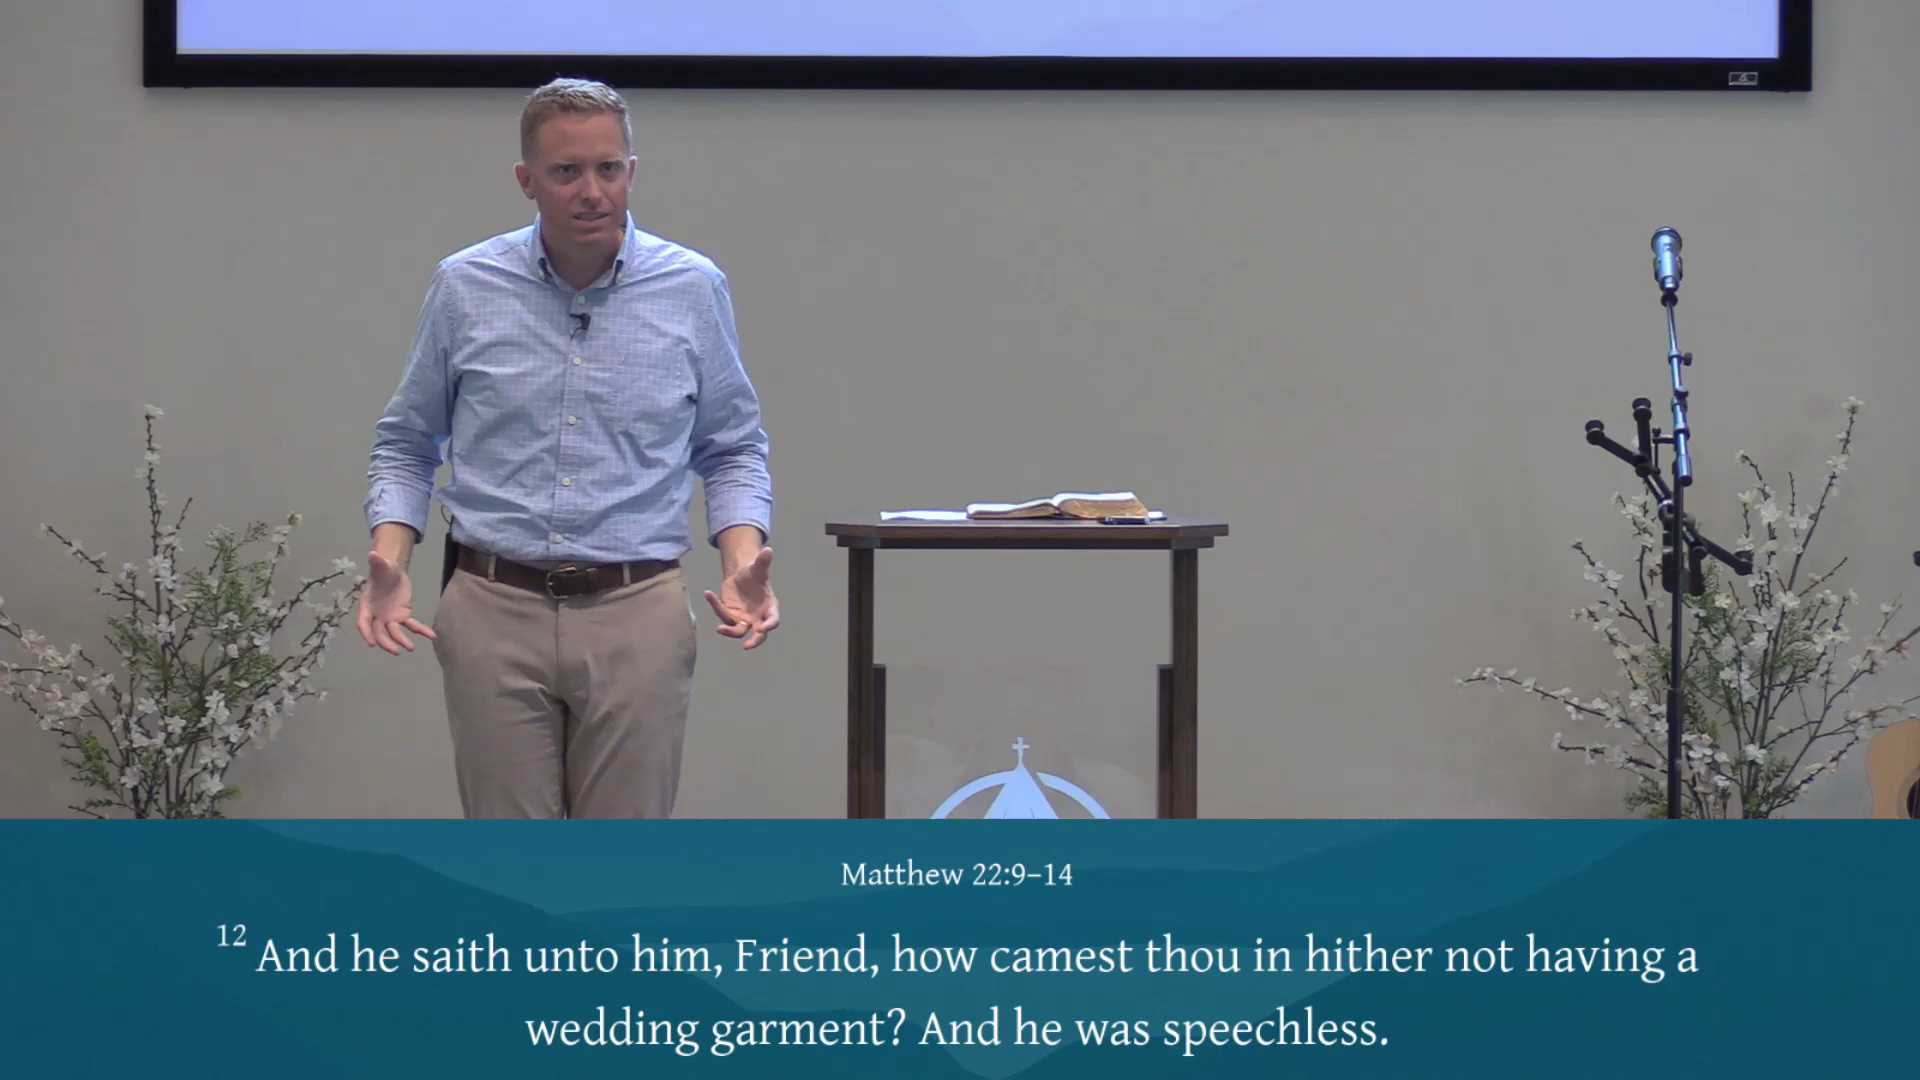 Matthew 22:9–14
12 And he saith unto him, Friend, how camest thou in hither not having a
wedding garment? And he was speechless.